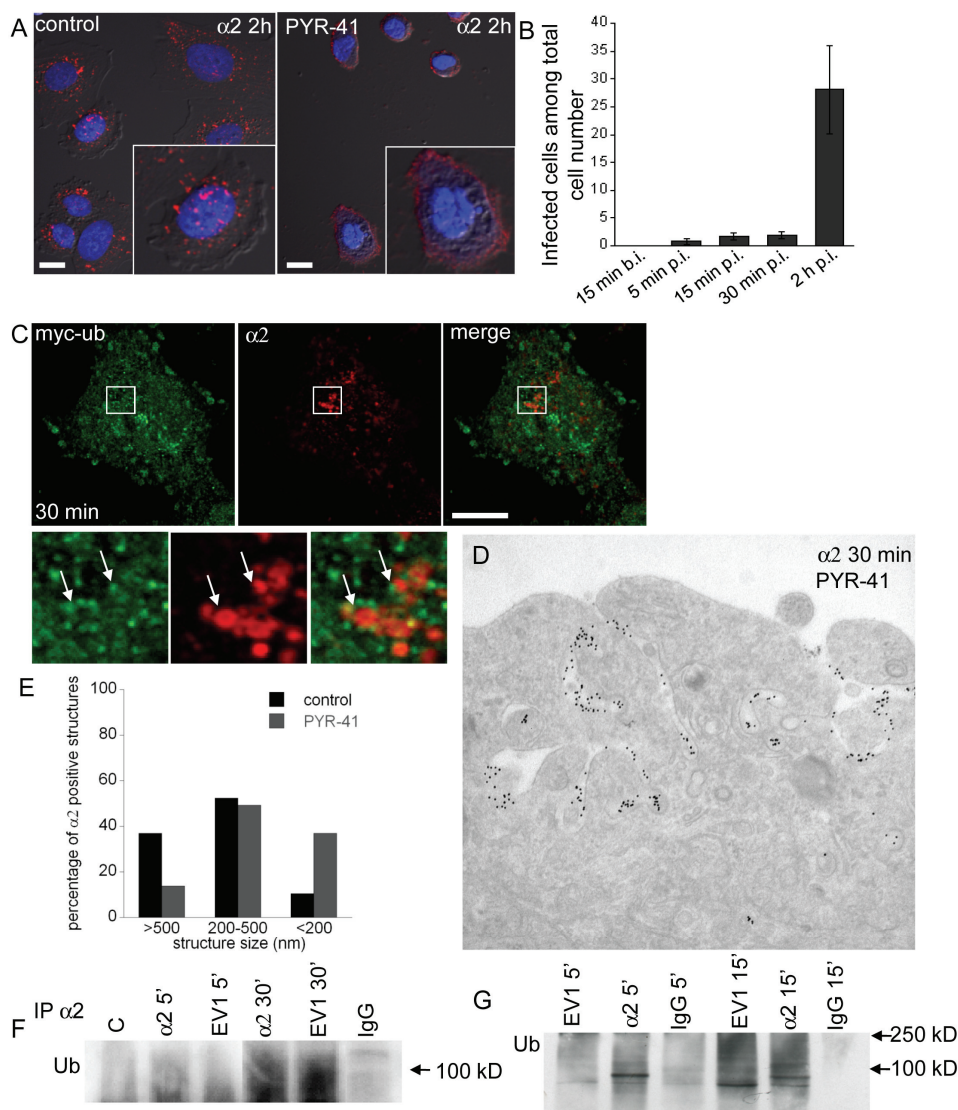 A
control
α2 2h
PYR-41
α2 2h
B
Infected cells among total
cell number
40
35
30
25
20
15
10
5
0
15 min b.i.
5 min p.i.
15 min p.i.
30 min p.i.
2 h p.i.
C
myc-ub
α2
merge
30 min
D
α2 30 min
PYR-41
E
percentage of α2 positive structures
100
80
60
40
20
0
control
PYR-41
>500
200-500
<200
structure size (nm)
F
IP α2
C
α2 5’
EV1 5’
α2 30’
EV1 30’
IgG
Ub
100 kD
G
EV1 5’
α2 5’
IgG 5’
EV1 15’
α2 15’
IgG 15’
Ub
250 kD
100 kD